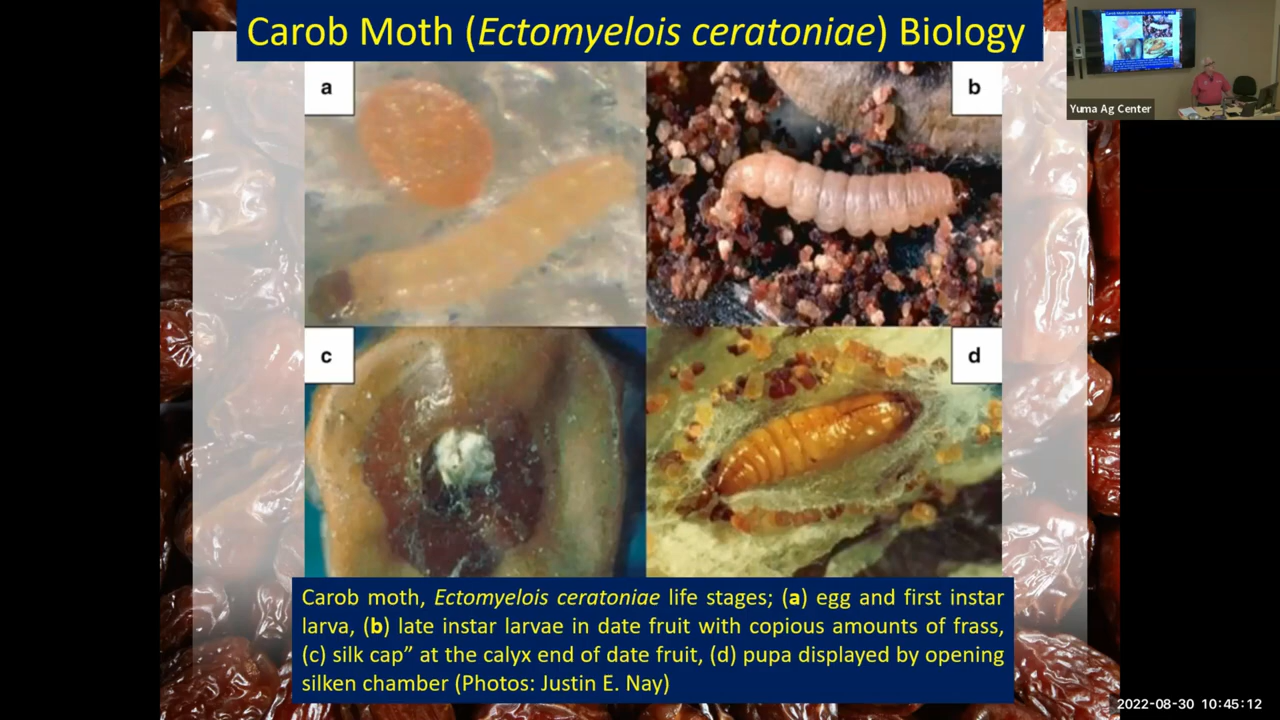 Carob Moth (Ectomyelois ceratoniae) Biology
Yuma Ag Center
a
b
c
d
Carob moth, Ectomyelois ceratoniae life stages; (a) egg and first instar
larva, (b) late instar larvae in date fruit with copious amounts of frass,
(c) silk cap” at the calyx end of date fruit, (d) pupa displayed by opening
silken chamber (Photos: Justin E. Nay)
2022-08-30 10:45:12